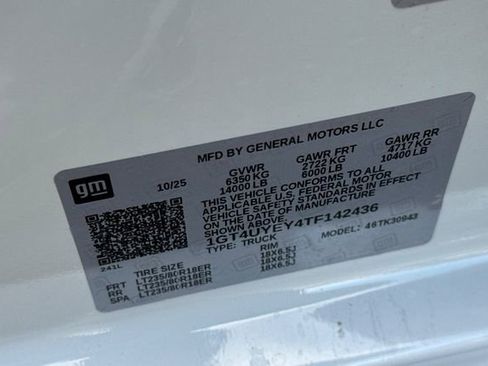 gm
MFD BY GENERAL MOTORS LLC
10/25
GVWR GAWR FRT GAWR RR
6350 KG 2722 KG 4717 KG
14000 LB 6000 LB 10400 LB
THIS VEHICLE CONFORMS TO ALL
APPLICABLE U.S. FEDERAL MOTOR
VEHICLE SAFETY STANDARDS IN EFFECT
ON THE DATE OF MANUFACTURE
SHOWN ABOVE.
1GT4UYEY4TF142436
TYPE: TRUCK MODEL: 46TK30943
241L
TIRE SIZE RIM
FRT LT235/80R18ER 18X6.5J
RR LT235/80R18ER 18X6.5J
SPA LT235/80R18ER 18X6.5J